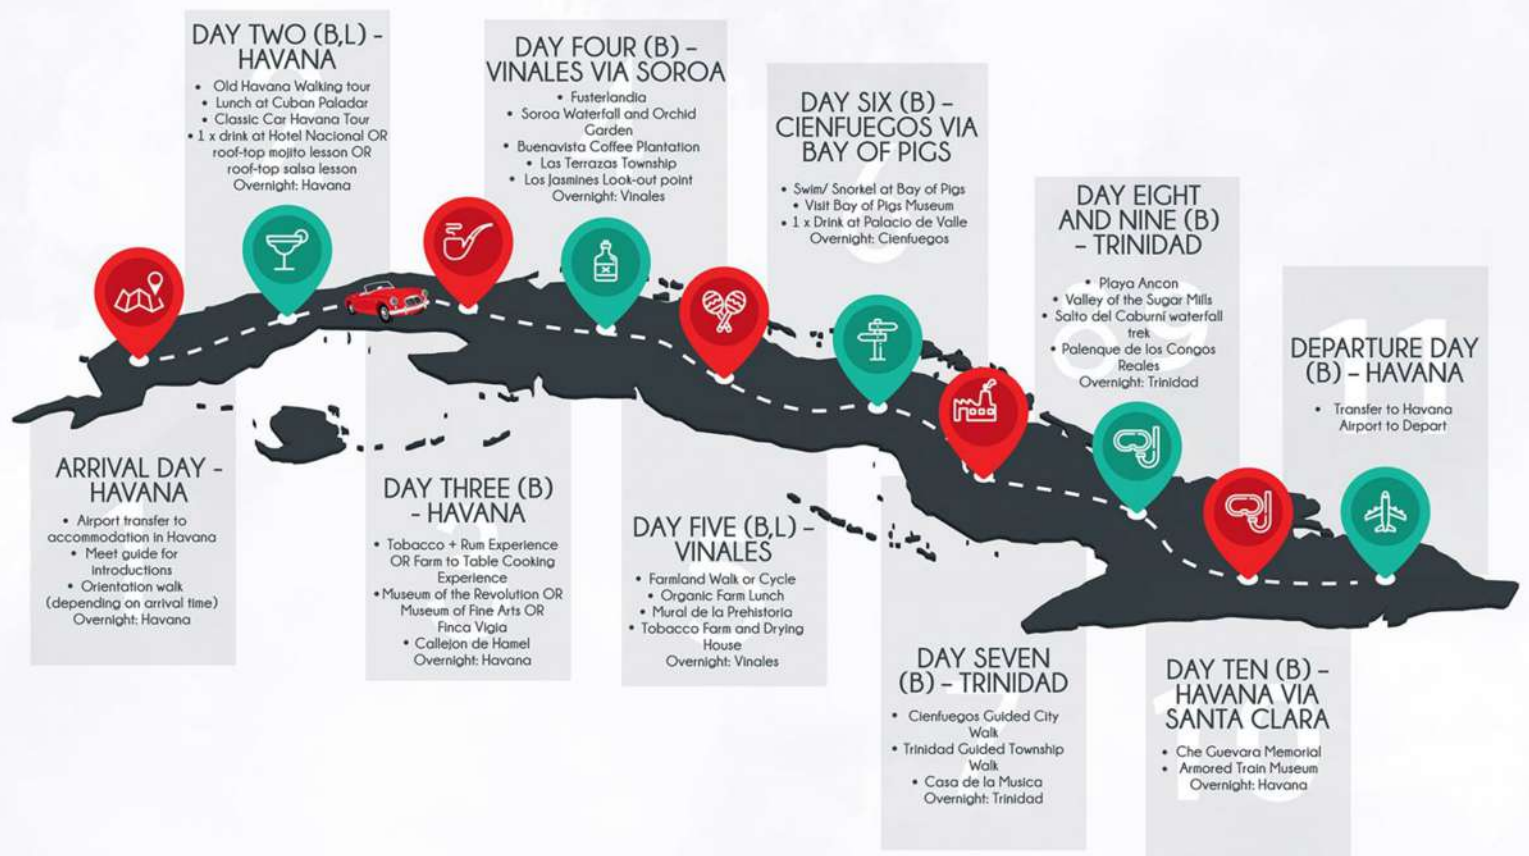 ARRIVAL DAY -
HAVANA
• Airport transfer to
accommodation in Havana
• Meet guide for
introductions
• Orientation walk
(depending on arrival time)
Overnight: Havana
1
DAY TWO (B,L) -
HAVANA
• Old Havana Walking tour
• Lunch at Cuban Paladar
• Classic Car Havana Tour
• 1 x drink at Hotel Nacional OR
roof-top mojito lesson OR
roof-top salsa lesson
Overnight: Havana
2
DAY THREE (B)
- HAVANA
• Tobacco + Rum Experience
OR Farm to Table Cooking
Experience
• Museum of the Revolution OR
Museum of Fine Arts OR
Finca Vigia
• Callejon de Hamel
Overnight: Havana
3
DAY FOUR (B) –
VINALES VIA SOROA
• Fusterlandia
• Soroa Waterfall and Orchid
Garden
• Buenavista Coffee Plantation
• Las Terrazas Township
• Los Jasmines Look-out point
Overnight: Vinales
4
DAY FIVE (B,L) –
VINALES
• Farmland Walk or Cycle
• Organic Farm Lunch
• Mural de la Prehistoria
• Tobacco Farm and Drying
House
Overnight: Vinales
5
DAY SIX (B) –
CIENFUEGOS VIA
BAY OF PIGS
• Swim/ Snorkel at Bay of Pigs
• Visit Bay of Pigs Museum
• 1 x Drink at Palacio de Valle
Overnight: Cienfuegos
6
DAY SEVEN
(B) – TRINIDAD
• Cienfuegos Guided City
Walk
• Trinidad Guided Township
Walk
• Casa de la Musica
Overnight: Trinidad
7
DAY EIGHT
AND NINE (B)
– TRINIDAD
• Playa Ancon
• Valley of the Sugar Mills
• Salto del Caburní waterfall
trek
• Palenque de los Congos
Reales
Overnight: Trinidad
89
DAY TEN (B) –
HAVANA VIA
SANTA CLARA
• Che Guevara Memorial
• Armored Train Museum
Overnight: Havana
10
DEPARTURE DAY
(B) – HAVANA
• Transfer to Havana
Airport to Depart
11